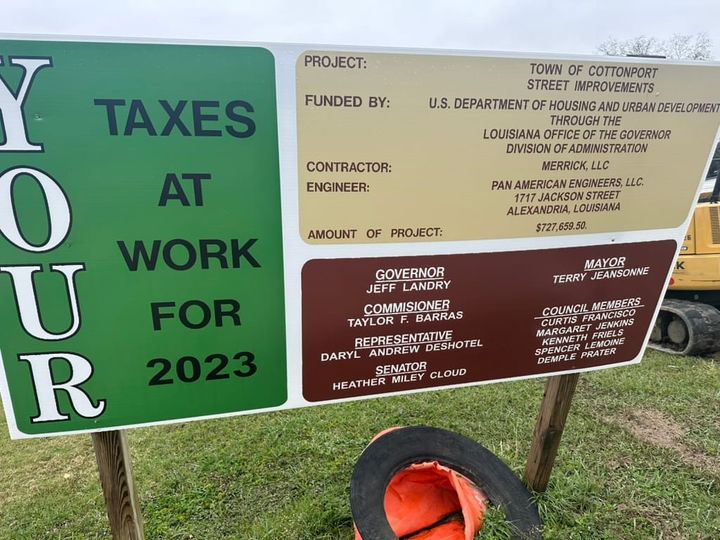 YOUR
TAXES
AT
WORK
FOR
2023
PROJECT: TOWN OF COTTONPORT
STREET IMPROVEMENTS
FUNDED BY: U.S. DEPARTMENT OF HOUSING AND URBAN DEVELOPMENT
THROUGH THE
LOUISIANA OFFICE OF THE GOVERNOR
DIVISION OF ADMINISTRATION
CONTRACTOR: MERRICK, LLC
ENGINEER: PAN AMERICAN ENGINEERS, LLC.
1717 JACKSON STREET
ALEXANDRIA, LOUISIANA
AMOUNT OF PROJECT: $727,659.50.
GOVERNOR
JEFF LANDRY
COMMISIONER
TAYLOR F. BARRAS
REPRESENTATIVE
DARYL ANDREW DESHOTEL
SENATOR
HEATHER MILEY CLOUD
MAYOR
TERRY JEANSONNE
COUNCIL MEMBERS
CURTIS FRANCISCO
MARGARET JENKINS
KENNETH FRIELS
SPENCER LEMOINE
DEMPLE PRATER